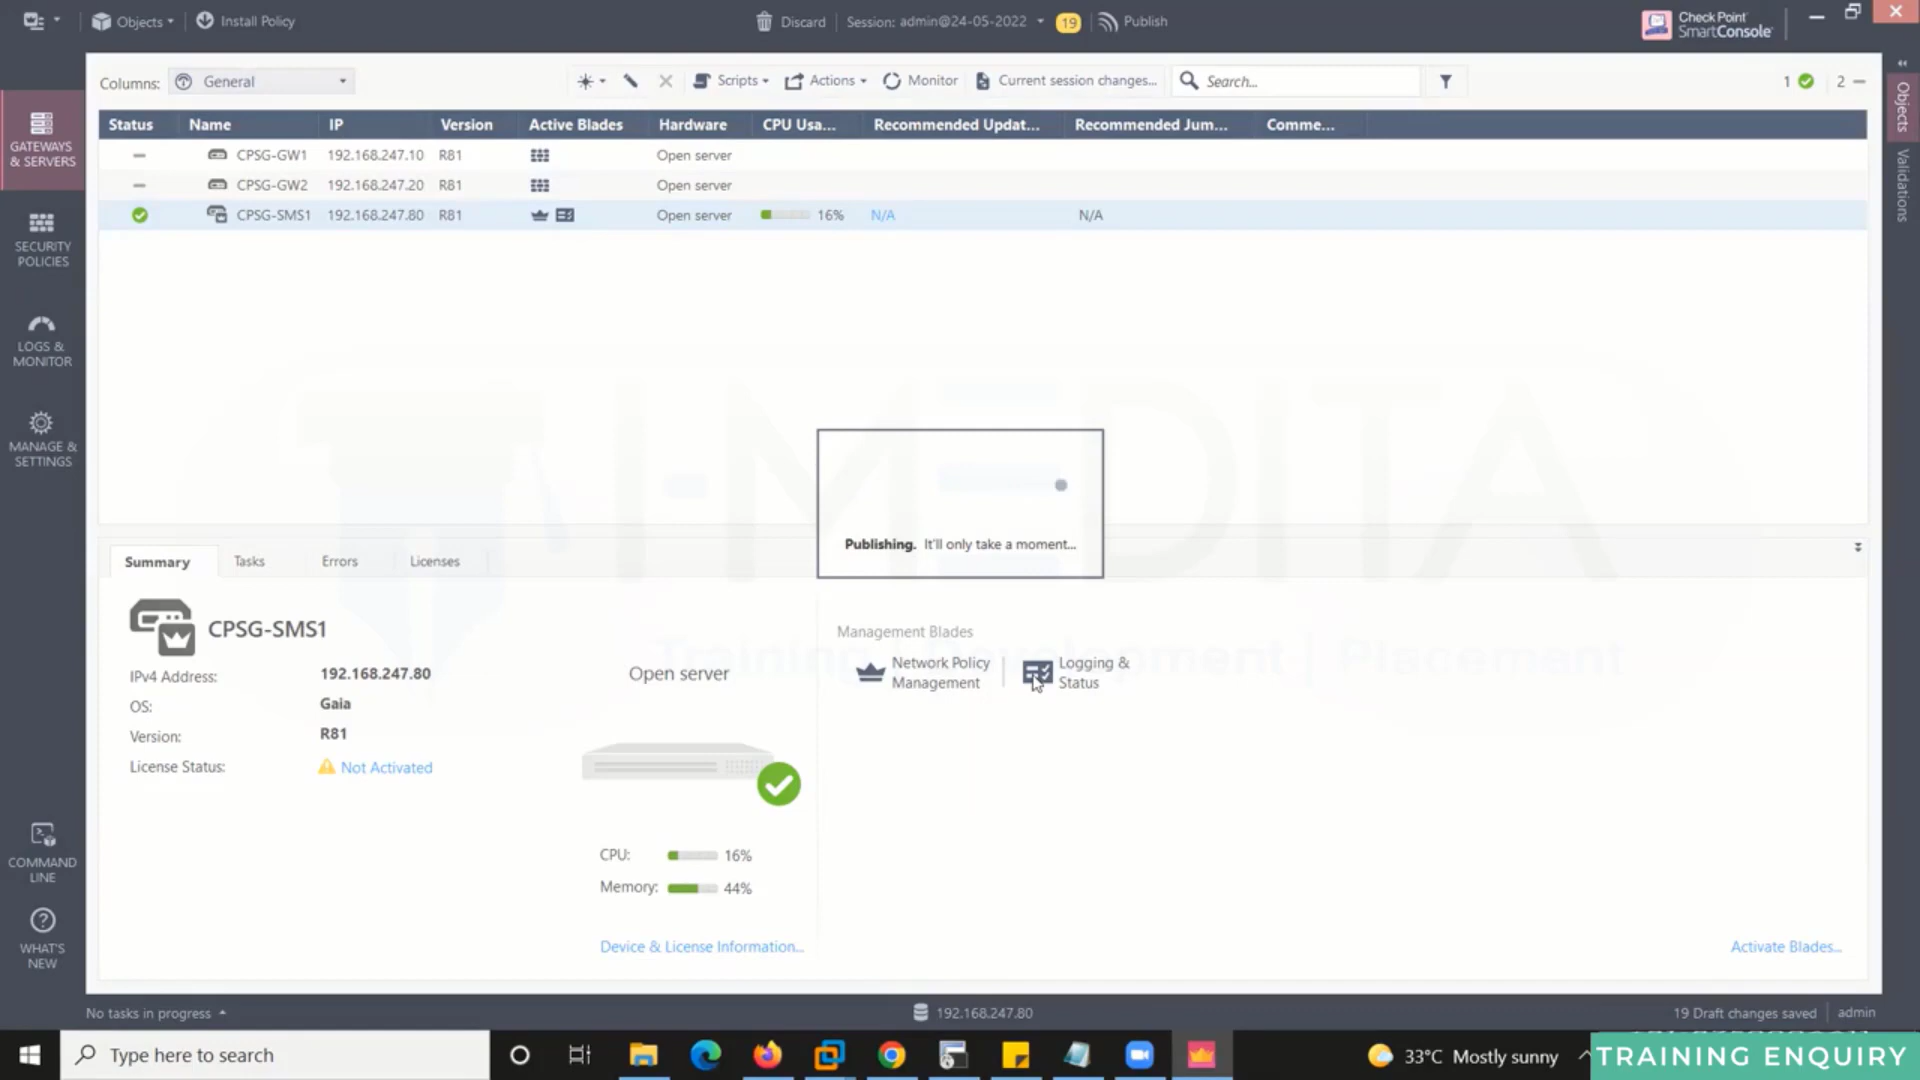 Objects
Install Policy
Discard
Session: admin@24-05-2022
19
Publish
Check Point
SmartConsole
Columns:
General
Scripts
Actions
Monitor
Current session changes...
Search...
1
2
Objects
Validations
GATEWAYS
& SERVERS
SECURITY
POLICIES
LOGS &
MONITOR
MANAGE &
SETTINGS
COMMAND
LINE
WHAT'S
NEW
Status Name IP Version Active Blades Hardware CPU Usa... Recommended Updat... Recommended Jum... Comme...
CPSG-GW1 192.168.247.10 R81 Open server
CPSG-GW2 192.168.247.20 R81 Open server
CPSG-SMS1 192.168.247.80 R81 Open server 16% N/A N/A
I-MEDITA
Training | Development | Placement
Publishing. It'll only take a moment...
Summary
Tasks
Errors
Licenses
CPSG-SMS1
IPv4 Address: 192.168.247.80
OS: Gaia
Version: R81
License Status: Not Activated
Open server
CPU: 16%
Memory: 44%
Device & License Information...
Management Blades
Network Policy
Management
Logging &
Status
Activate Blades...
No tasks in progress
192.168.247.80
19 Draft changes saved
admin
Type here to search
33°C Mostly sunny
TRAINING ENQUIRY